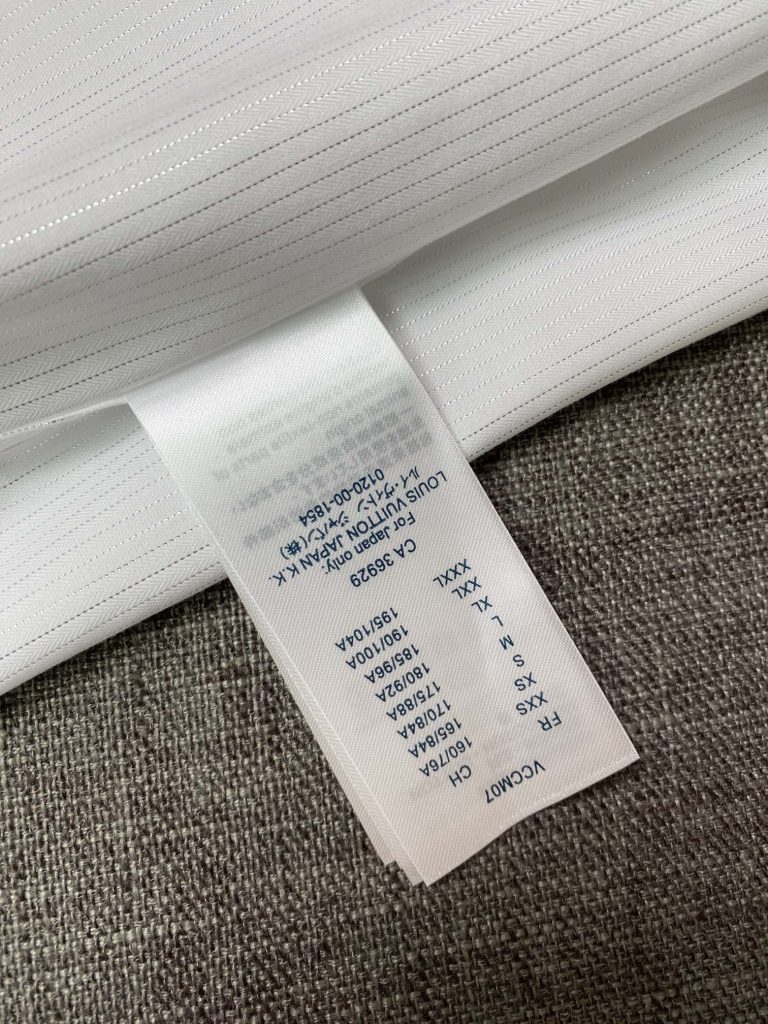 VCCM07
FR CH
XXS 160/76A
XS 165/84A
S 170/84A
M 175/88A
L 180/92A
XL 185/96A
XXL 190/100A
XXXL 195/104A
CA 36929
For Japan only:
LOUIS VUITTON JAPAN K.K.
ルイ・ヴィトン ジャパン(株)
0120-00-1854